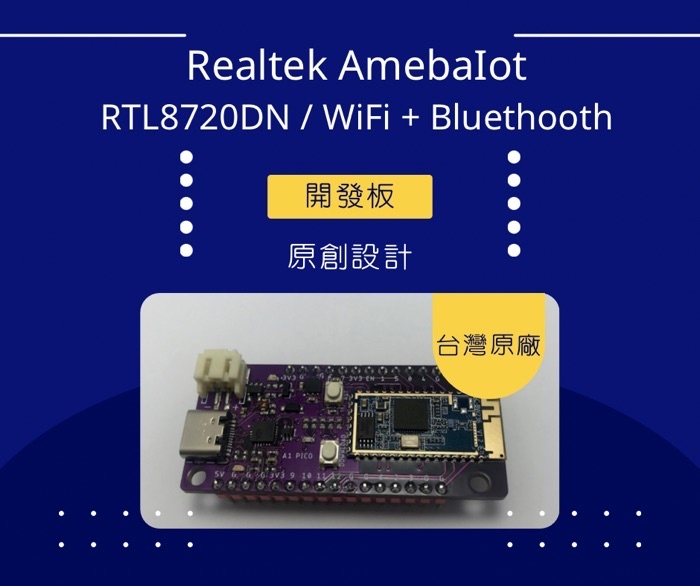 Realtek AmebaIot
RTL8720DN / WiFi + Bluethooth
開發板
原創設計
台灣原廠
A1 PICO